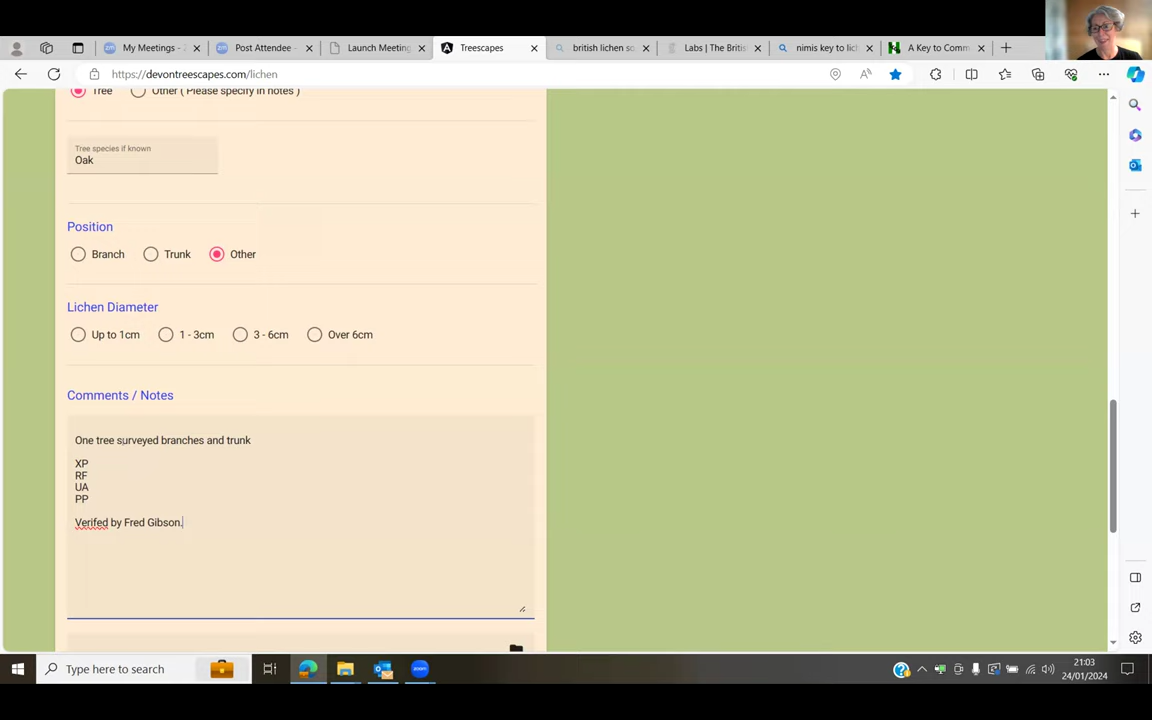 My Meetings - Z
Post Attendee -
Launch Meeting
Treescapes
british lichen so
Labs | The Britis
nimis key to lich
A Key to Comm
https://devontreescapes.com/lichen
Tree
Other ( Please specify in notes )
Tree species if known
Oak
Position
Branch
Trunk
Other
Lichen Diameter
Up to 1cm
1 - 3cm
3 - 6cm
Over 6cm
Comments / Notes
One tree surveyed branches and trunk
XP
RF
UA
PP
Verifed by Fred Gibson.
Type here to search
zoom
21:03
24/01/2024